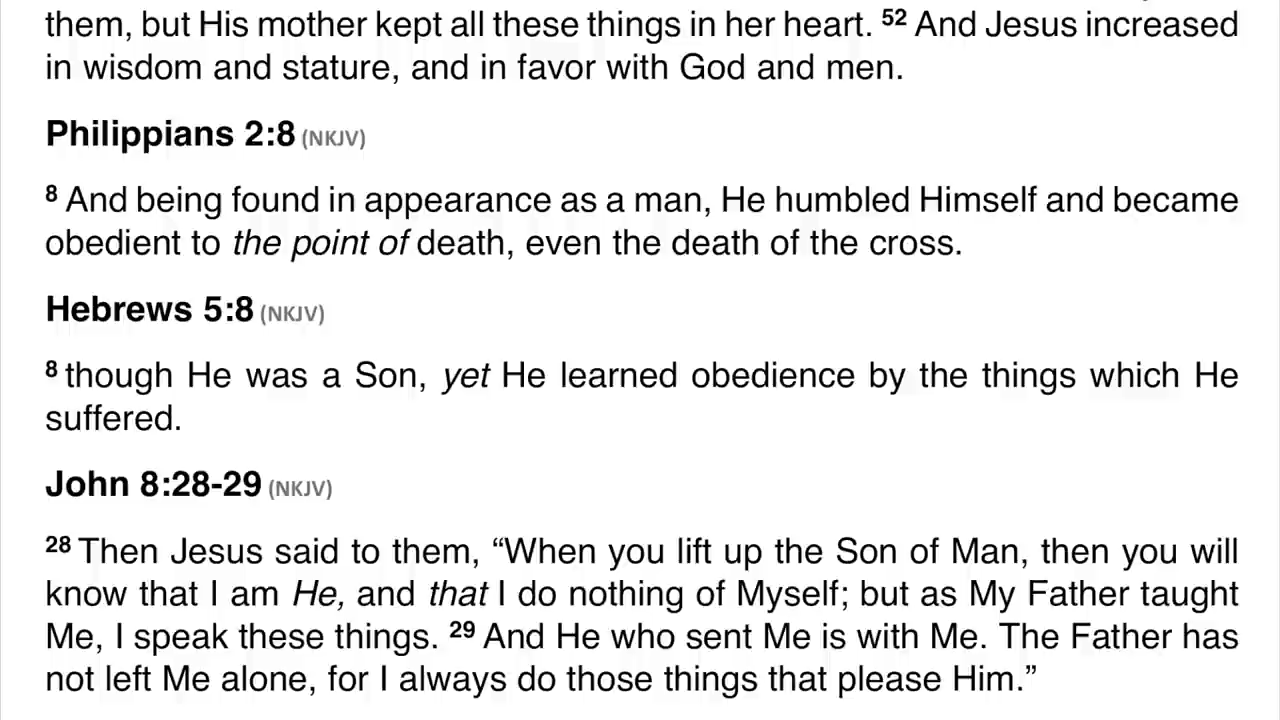 them, but His mother kept all these things in her heart. 52 And Jesus increased
in wisdom and stature, and in favor with God and men.
Philippians 2:8 (NKJV)
8 And being found in appearance as a man, He humbled Himself and became
obedient to the point of death, even the death of the cross.
Hebrews 5:8 (NKJV)
8 though He was a Son, yet He learned obedience by the things which He
suffered.
John 8:28-29 (NKJV)
28 Then Jesus said to them, “When you lift up the Son of Man, then you will
know that I am He, and that I do nothing of Myself; but as My Father taught
Me, I speak these things. 29 And He who sent Me is with Me. The Father has
not left Me alone, for I always do those things that please Him.”